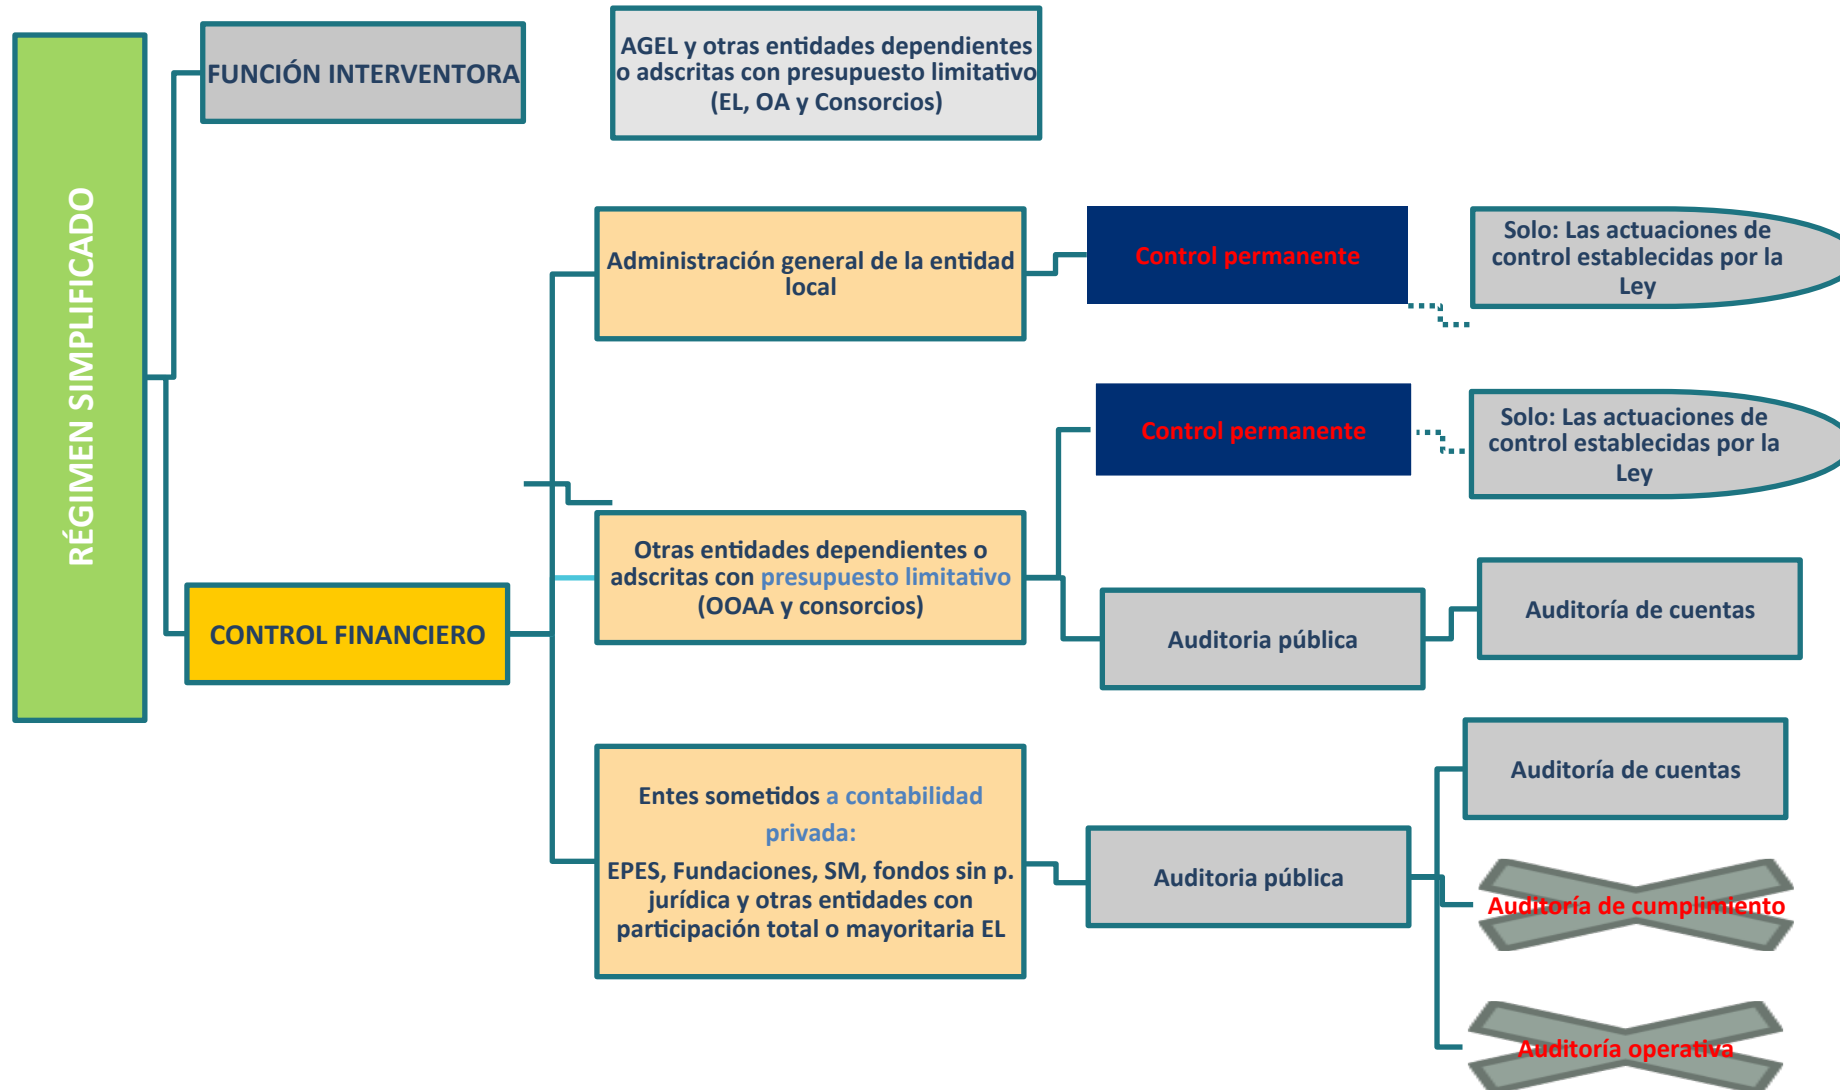 RÉGIMEN SIMPLIFICADO
FUNCIÓN INTERVENTORA
AGEL y otras entidades dependientes
o adscritas con presupuesto limitativo
(EL, OA y Consorcios)
CONTROL FINANCIERO
Administración general de la entidad
local
Control permanente
Solo: Las actuaciones de
control establecidas por la
Ley
Otras entidades dependientes o
adscritas con presupuesto limitativo
(OOAA y consorcios)
Control permanente
Solo: Las actuaciones de
control establecidas por la
Ley
Auditoria pública
Auditoría de cuentas
Entes sometidos a contabilidad
privada:
EPES, Fundaciones, SM, fondos sin p.
jurídica y otras entidades con
participación total o mayoritaria EL
Auditoria pública
Auditoría de cuentas
Auditoría de cumplimiento
Auditoría operativa